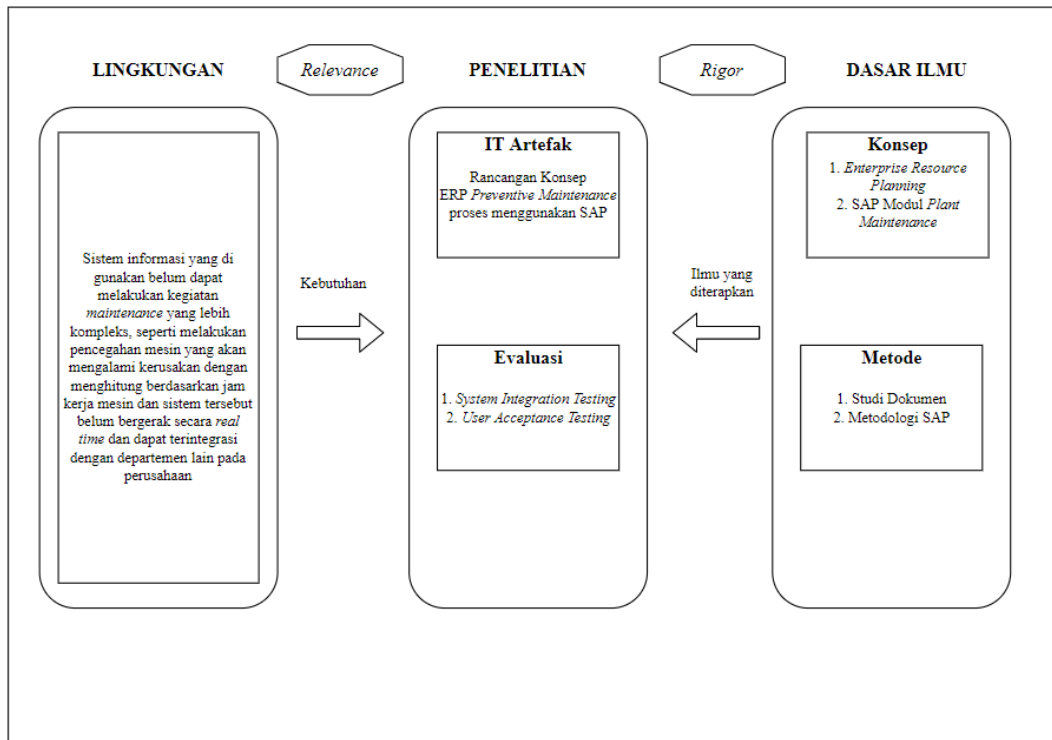 LINGKUNGAN
Relevance
PENELITIAN
Rigor
DASAR ILMU
Sistem informasi yang di
gunakan belum dapat
melakukan kegiatan
maintenance yang lebih
kompleks, seperti melakukan
pencegahan mesin yang akan
mengalami kerusakan dengan
menghitung berdasarkan jam
kerja mesin dan sistem tersebut
belum bergerak secara real
time dan dapat terintegrasi
dengan departemen lain pada
perusahaan
Kebutuhan
IT Artefak
Rancangan Konsep
ERP Preventive Maintenance
proses menggunakan SAP
Evaluasi
1. System Integration Testing
2. User Acceptance Testing
Ilmu yang
diterapkan
Konsep
1. Enterprise Resource
Planning
2. SAP Modul Plant
Maintenance
Metode
1. Studi Dokumen
2. Metodologi SAP